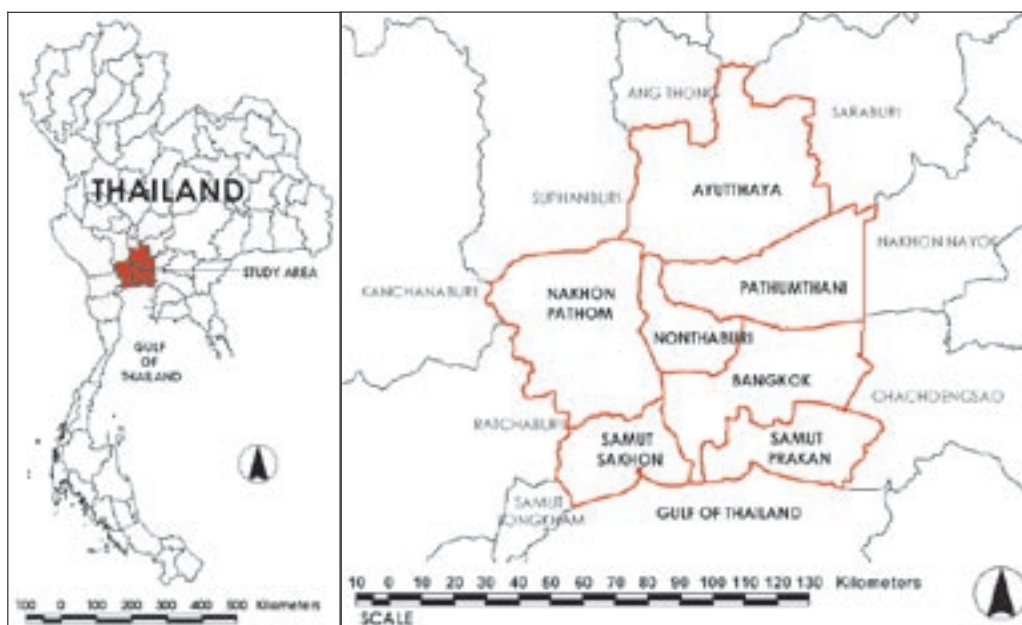 THAILAND
STUDY AREA
GULF
OF
THAILAND
100 0 100 200 300 400 500 Kilometers
ANG THONG
SARABURI
AYUTTHAYA
SUPHANBURI
NAKHON NAYOK
KANCHANABURI
NAKHON
PATHOM
PATHUMTHANI
NONTHABURI
BANGKOK
CHACHOENGSAO
RATCHABURI
SAMUT
SAKHON
SAMUT
PRAKAN
SAMUT
SONGKHAM
GULF OF THAILAND
10 0 10 20 30 40 50 60 70 80 90 100 110 120 130 Kilometers
SCALE